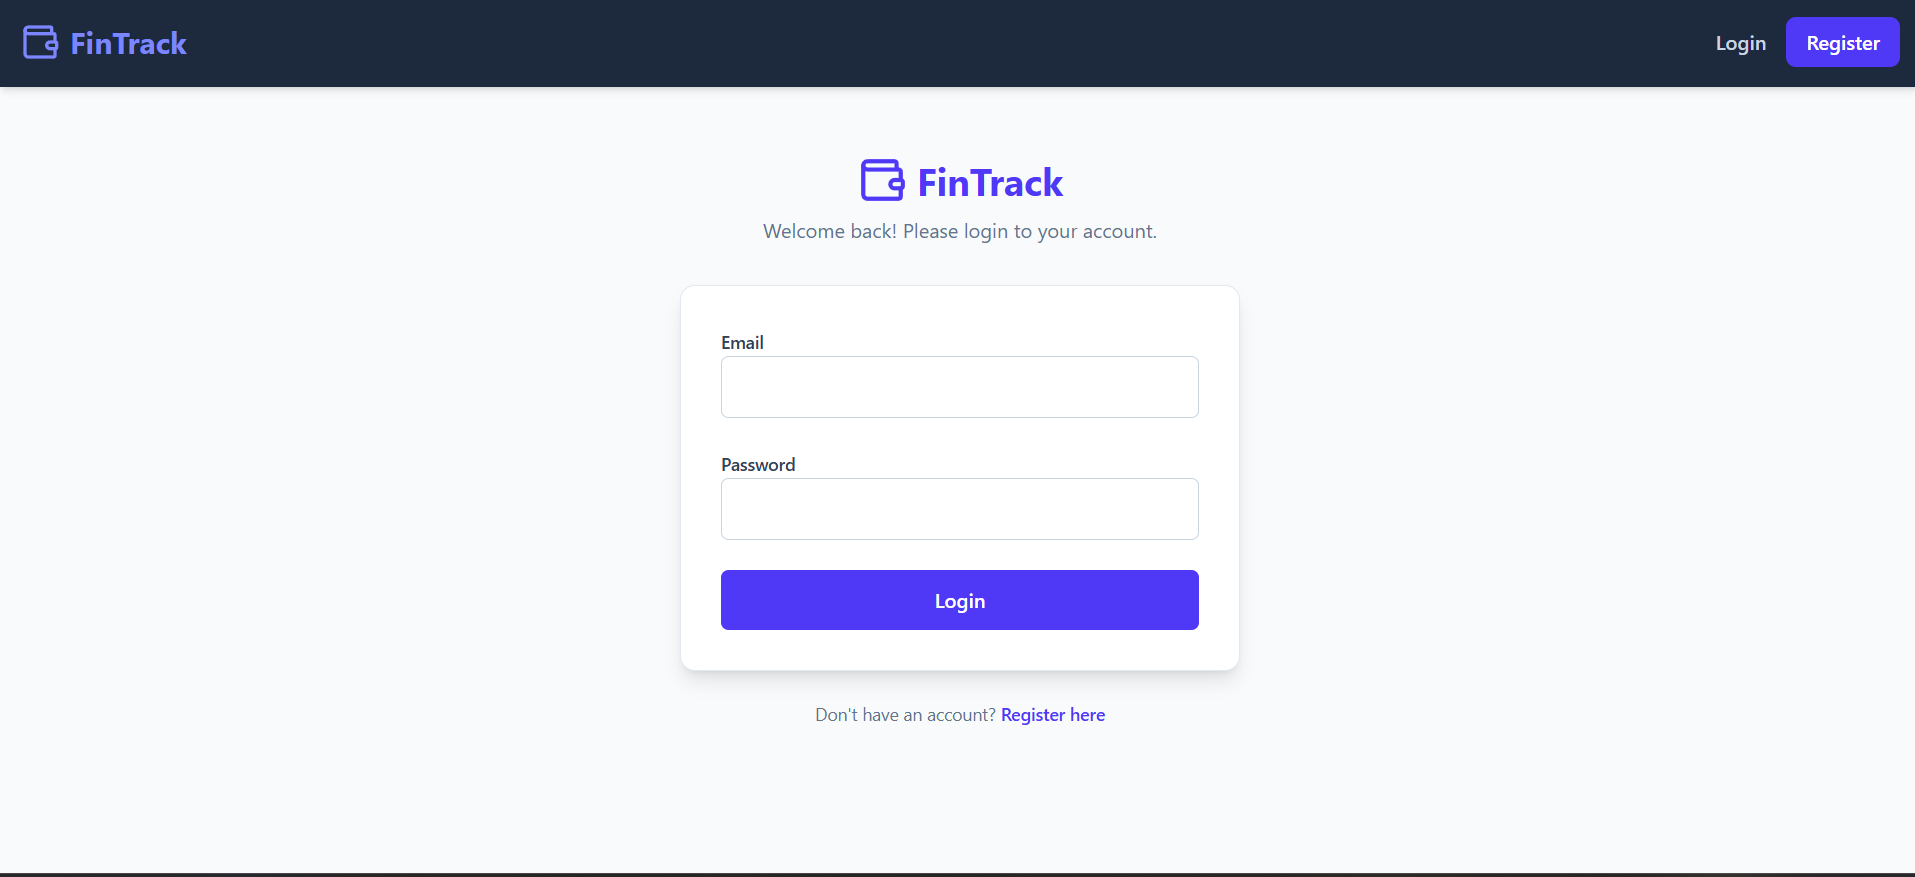 FinTrack
Login
Register
FinTrack
Welcome back! Please login to your account.
Email
Password
Login
Don't have an account? Register here